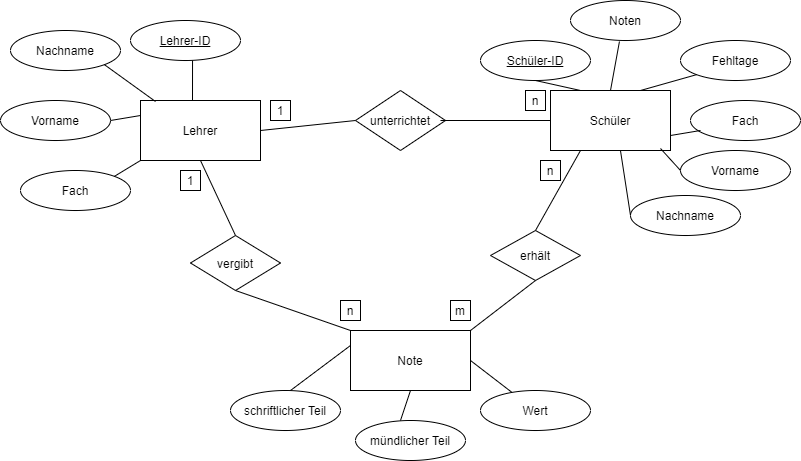 Noten
Lehrer-ID
Nachname
Schüler-ID
Fehltage
n
1
Vorname
Lehrer
unterrichtet
Schüler
Fach
n
Vorname
1
Fach
Nachname
vergibt
erhält
n
m
Note
schriftlicher Teil
Wert
mündlicher Teil